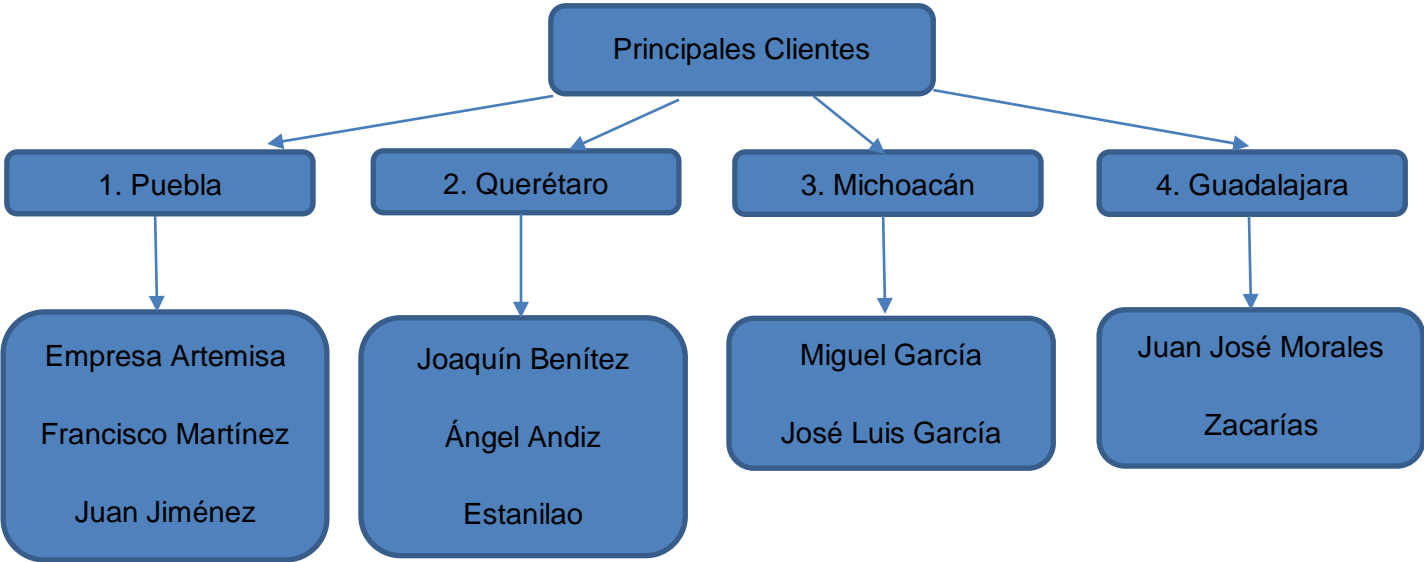 Principales Clientes
1. Puebla
2. Querétaro
3. Michoacán
4. Guadalajara
Empresa Artemisa
Francisco Martínez
Juan Jiménez
Joaquín Benítez
Ángel Andiz
Estanilao
Miguel García
José Luis García
Juan José Morales
Zacarías